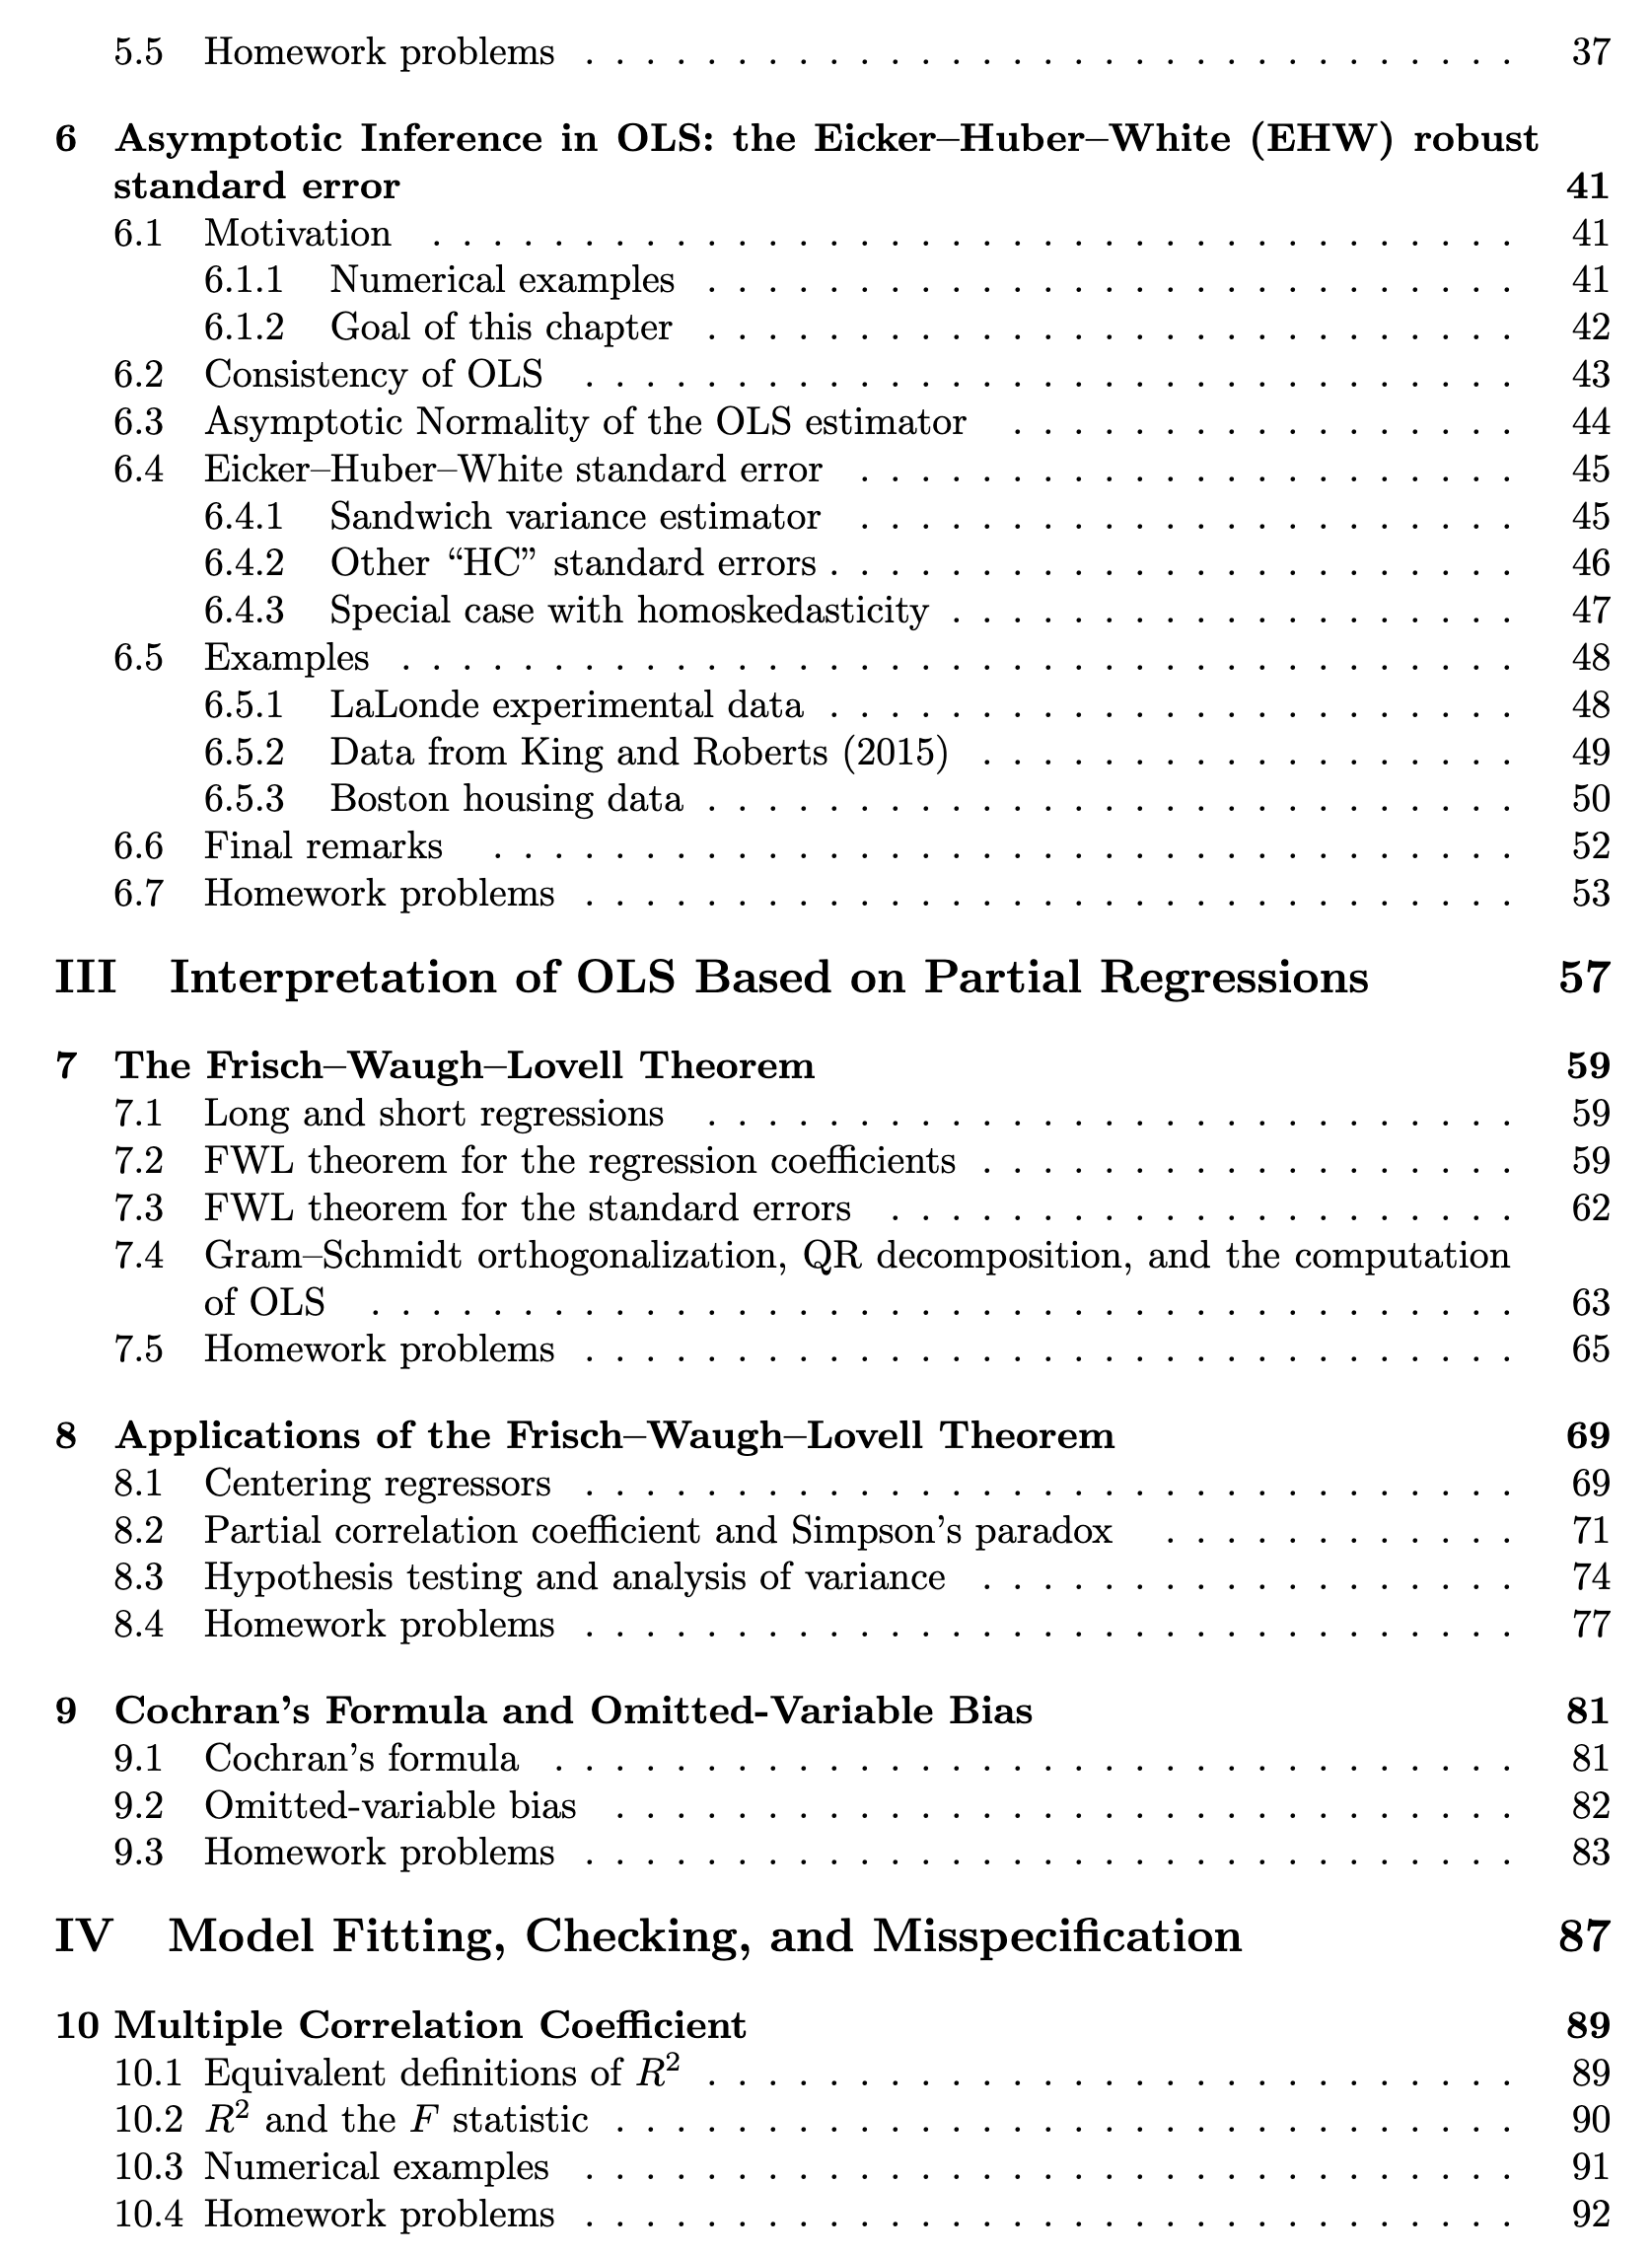 5.5 Homework problems . . . . . . . . . . . . . . . . . . . . . . . . . . . . . . . 37
6 Asymptotic Inference in OLS: the Eicker–Huber–White (EHW) robust
standard error 41
6.1 Motivation . . . . . . . . . . . . . . . . . . . . . . . . . . . . . . . . . . . . 41
6.1.1 Numerical examples . . . . . . . . . . . . . . . . . . . . . . . . . . . 41
6.1.2 Goal of this chapter . . . . . . . . . . . . . . . . . . . . . . . . . . . 42
6.2 Consistency of OLS . . . . . . . . . . . . . . . . . . . . . . . . . . . . . . . 43
6.3 Asymptotic Normality of the OLS estimator . . . . . . . . . . . . . . . . . 44
6.4 Eicker–Huber–White standard error . . . . . . . . . . . . . . . . . . . . . . 45
6.4.1 Sandwich variance estimator . . . . . . . . . . . . . . . . . . . . . . 45
6.4.2 Other “HC” standard errors . . . . . . . . . . . . . . . . . . . . . . . 46
6.4.3 Special case with homoskedasticity . . . . . . . . . . . . . . . . . . . 47
6.5 Examples . . . . . . . . . . . . . . . . . . . . . . . . . . . . . . . . . . . . . 48
6.5.1 LaLonde experimental data . . . . . . . . . . . . . . . . . . . . . . . 48
6.5.2 Data from King and Roberts (2015) . . . . . . . . . . . . . . . . . . 49
6.5.3 Boston housing data . . . . . . . . . . . . . . . . . . . . . . . . . . . 50
6.6 Final remarks . . . . . . . . . . . . . . . . . . . . . . . . . . . . . . . . . . 52
6.7 Homework problems . . . . . . . . . . . . . . . . . . . . . . . . . . . . . . . 53
III Interpretation of OLS Based on Partial Regressions 57
7 The Frisch–Waugh–Lovell Theorem 59
7.1 Long and short regressions . . . . . . . . . . . . . . . . . . . . . . . . . . . 59
7.2 FWL theorem for the regression coefficients . . . . . . . . . . . . . . . . . . 59
7.3 FWL theorem for the standard errors . . . . . . . . . . . . . . . . . . . . . 62
7.4 Gram–Schmidt orthogonalization, QR decomposition, and the computation
of OLS . . . . . . . . . . . . . . . . . . . . . . . . . . . . . . . . . . . . . . 63
7.5 Homework problems . . . . . . . . . . . . . . . . . . . . . . . . . . . . . . . 65
8 Applications of the Frisch–Waugh–Lovell Theorem 69
8.1 Centering regressors . . . . . . . . . . . . . . . . . . . . . . . . . . . . . . . 69
8.2 Partial correlation coefficient and Simpson’s paradox . . . . . . . . . . . . 71
8.3 Hypothesis testing and analysis of variance . . . . . . . . . . . . . . . . . . 74
8.4 Homework problems . . . . . . . . . . . . . . . . . . . . . . . . . . . . . . . 77
9 Cochran’s Formula and Omitted-Variable Bias 81
9.1 Cochran’s formula . . . . . . . . . . . . . . . . . . . . . . . . . . . . . . . . 81
9.2 Omitted-variable bias . . . . . . . . . . . . . . . . . . . . . . . . . . . . . . 82
9.3 Homework problems . . . . . . . . . . . . . . . . . . . . . . . . . . . . . . . 83
IV Model Fitting, Checking, and Misspecification 87
10 Multiple Correlation Coefficient 89
10.1 Equivalent definitions of R² . . . . . . . . . . . . . . . . . . . . . . . . . . . 89
10.2 R² and the F statistic . . . . . . . . . . . . . . . . . . . . . . . . . . . . . . 90
10.3 Numerical examples . . . . . . . . . . . . . . . . . . . . . . . . . . . . . . . 91
10.4 Homework problems . . . . . . . . . . . . . . . . . . . . . . . . . . . . . . . 92